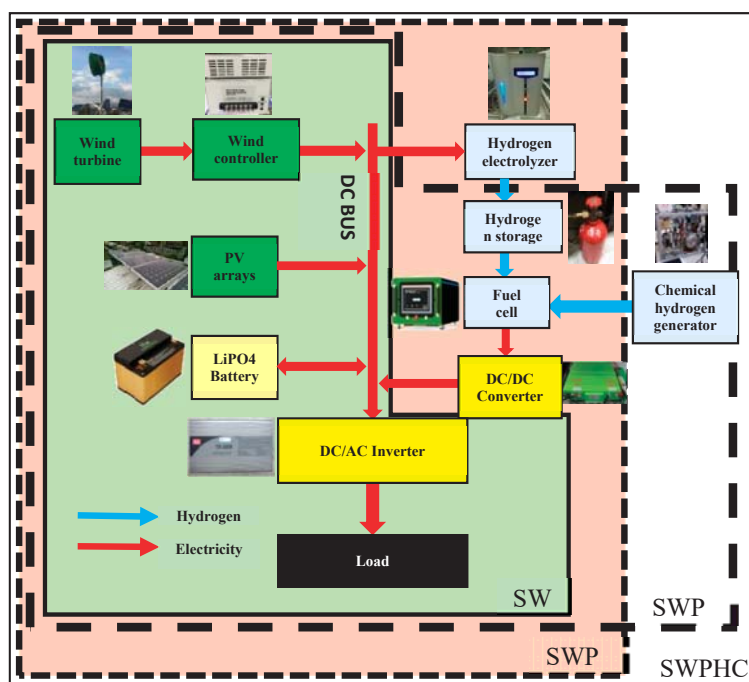 Wind
turbine
Wind
controller
Hydrogen
electrolyzer
DC BUS
Hydroge
n storage
PV
arrays
Fuel
cell
Chemical
hydrogen
generator
LiPO4
Battery
DC/DC
Converter
DC/AC Inverter
Hydrogen
Electricity
Load
SW
SWP
SWP
SWPHC